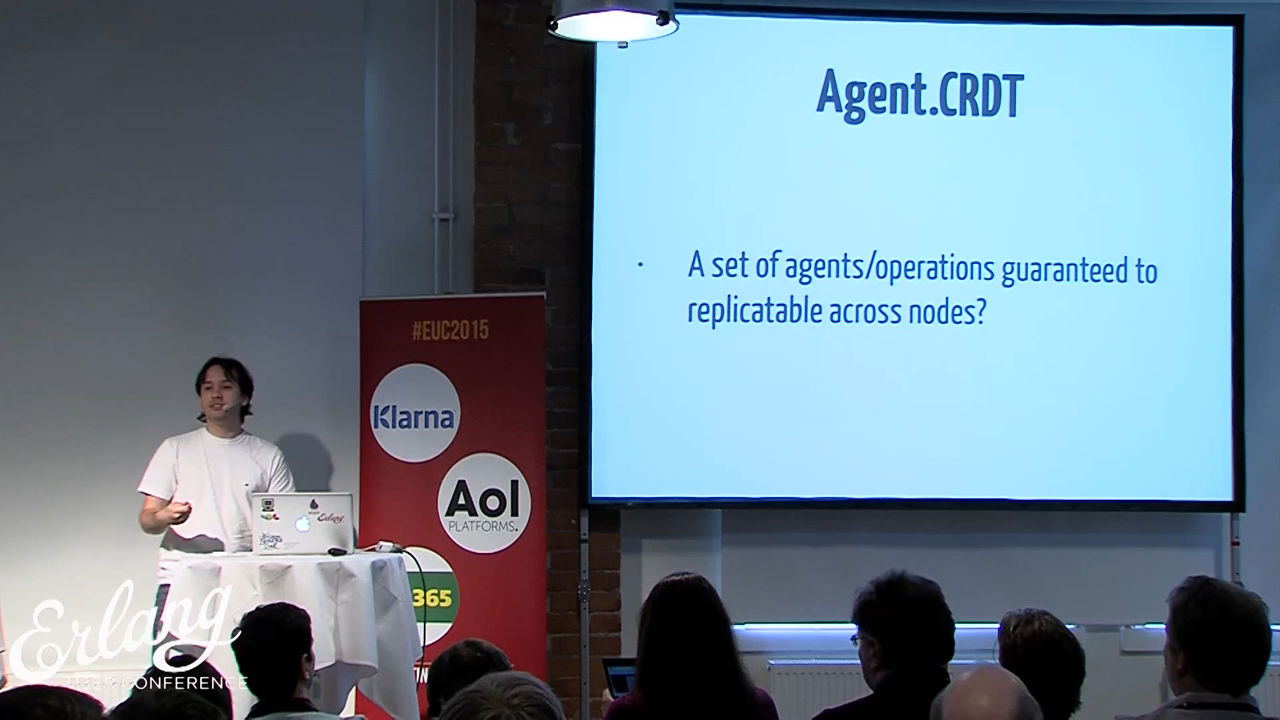 Agent.CRDT
· A set of agents/operations guaranteed to
replicatable across nodes?
#EUC2015
Klarna
Aol
PLATFORMS.
365
Erlang
Erlang
USER CONFERENCE